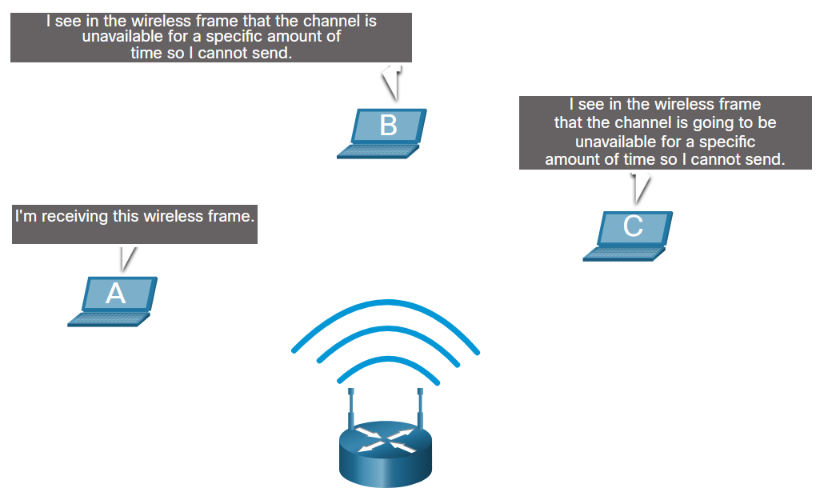 I see in the wireless frame that the channel is
unavailable for a specific amount of
time so I cannot send.
B
I see in the wireless frame
that the channel is going to be
unavailable for a specific
amount of time so I cannot send.
I'm receiving this wireless frame.
C
A